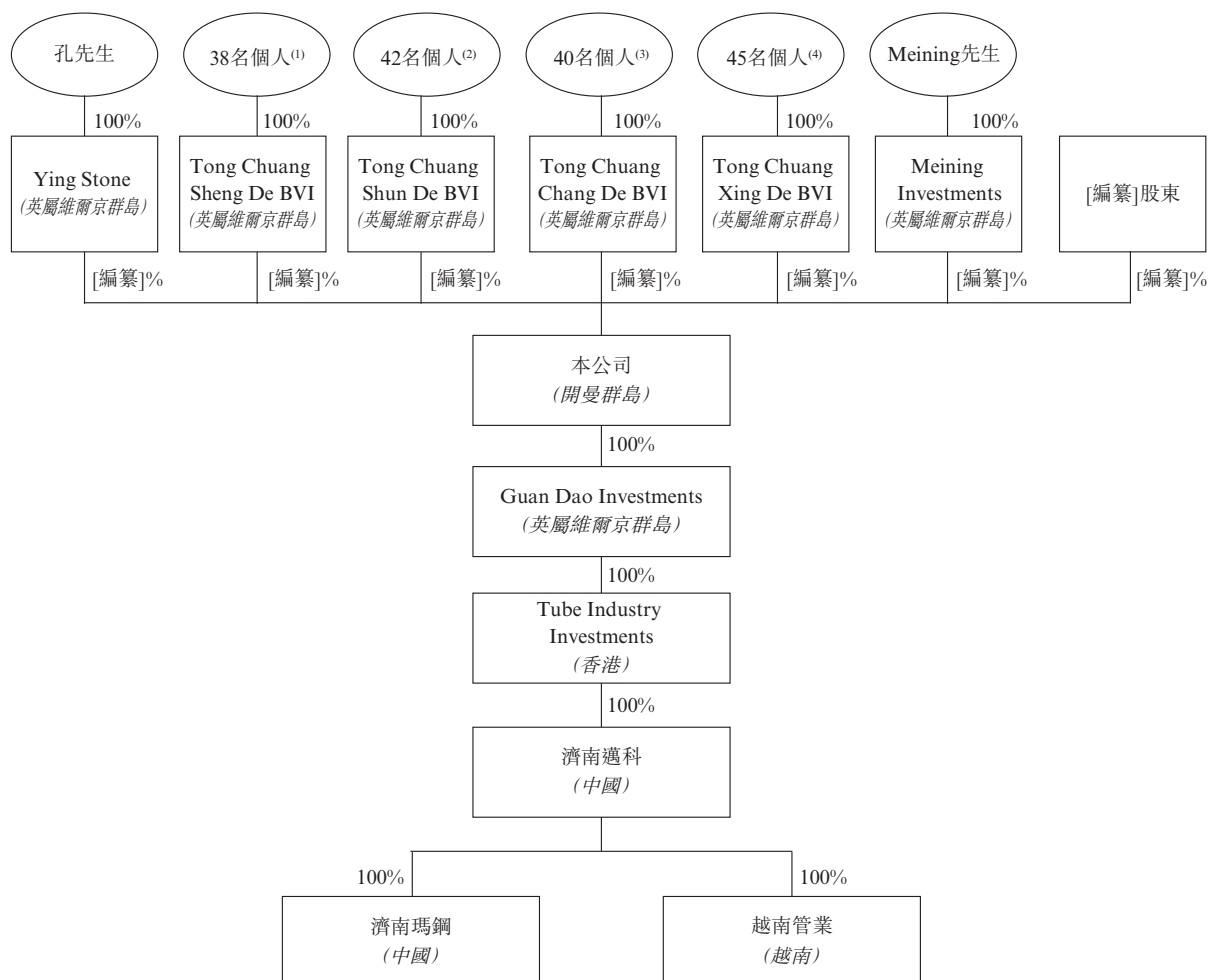 孔先生
38名個人(1)
42名個人(2)
40名個人(3)
45名個人(4)
Meining先生
100%
100%
100%
100%
100%
100%
Ying Stone
(英屬維爾京群島)
Tong Chuang
Sheng De BVI
(英屬維爾京群島)
Tong Chuang
Shun De BVI
(英屬維爾京群島)
Tong Chuang
Chang De BVI
(英屬維爾京群島)
Tong Chuang
Xing De BVI
(英屬維爾京群島)
Meining
Investments
(英屬維爾京群島)
[編纂]股東
[編纂]%
[編纂]%
[編纂]%
[編纂]%
[編纂]%
[編纂]%
[編纂]%
本公司
(開曼群島)
100%
Guan Dao Investments
(英屬維爾京群島)
100%
Tube Industry
Investments
(香港)
100%
濟南邁科
(中國)
100%
100%
濟南瑪鋼
(中國)
越南管業
(越南)